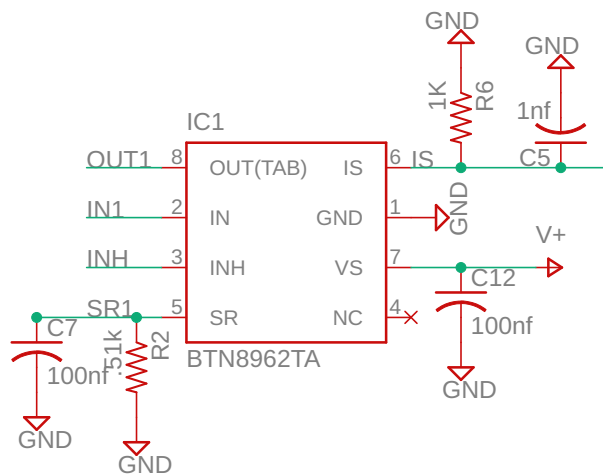 GND
GND
1K
R6
1nf
C5
IC1
OUT1
8
OUT(TAB)
IS
6
IS
IN1
2
IN
GND
1
GND
V+
INH
3
INH
VS
7
C12
100nf
GND
SR1
5
SR
NC
4
C7
100nf
GND
.51k
R2
GND
BTN8962TA